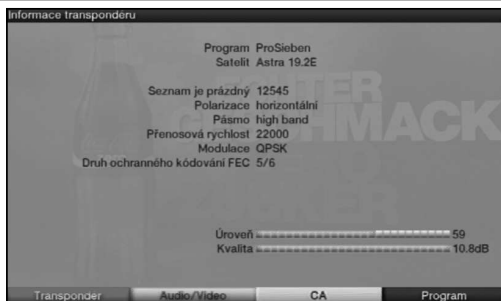 Informace transpondéru
Program ProSieben
Satelit Astra 19.2E
Seznam je prázdný 12545
Polarizace horizontální
Pásmo high band
Přenosová rychlost 22000
Modulace QPSK
Druh ochranného kódování FEC 5/6
Úroveň 59
Kvalita 10.8dB
Transponder Audio/Video CA Program